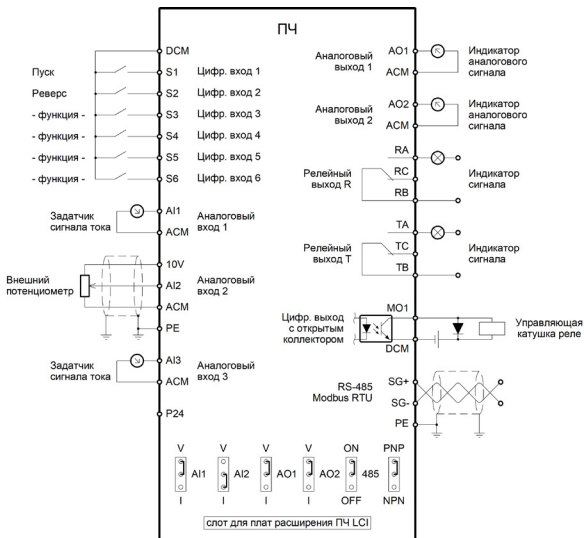 ПЧ
DCM
Пуск S1 Цифр. вход 1
Реверс S2 Цифр. вход 2
- функция - S3 Цифр. вход 3
- функция - S4 Цифр. вход 4
- функция - S5 Цифр. вход 5
- функция - S6 Цифр. вход 6
Задатчик
сигнала тока
AI1
ACM
Аналоговый
вход 1
Внешний
потенциометр
10V
AI2
ACM
PE
Аналоговый
вход 2
Задатчик
сигнала тока
AI3
ACM
Аналоговый
вход 3
P24
Аналоговый
выход 1
AO1
ACM
Индикатор
аналогового
сигнала
Аналоговый
выход 2
AO2
ACM
Индикатор
аналогового
сигнала
Релейный
выход R
RA
RC
RB
Индикатор
сигнала
Релейный
выход T
TA
TC
TB
Индикатор
сигнала
Цифр. выход
с открытым
коллектором
MO1
DCM
Управляющая
катушка реле
RS-485
Modbus RTU
SG+
SG-
PE
V V V V ON PNP
AI1 AI2 AO1 AO2 485
I I I I OFF NPN
слот для плат расширения ПЧ LCI